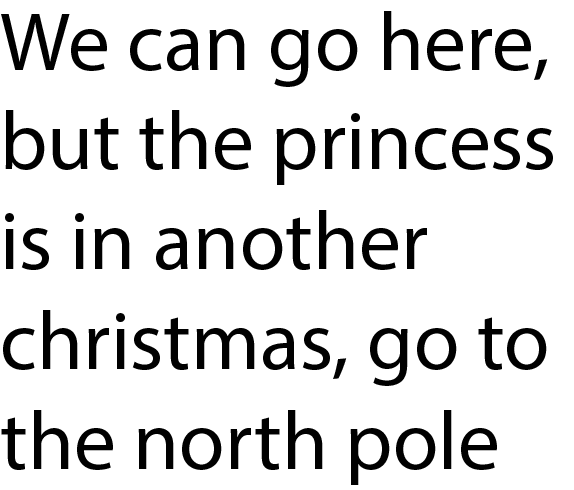 We can go here,
but the princess
is in another
christmas, go to
the north pole